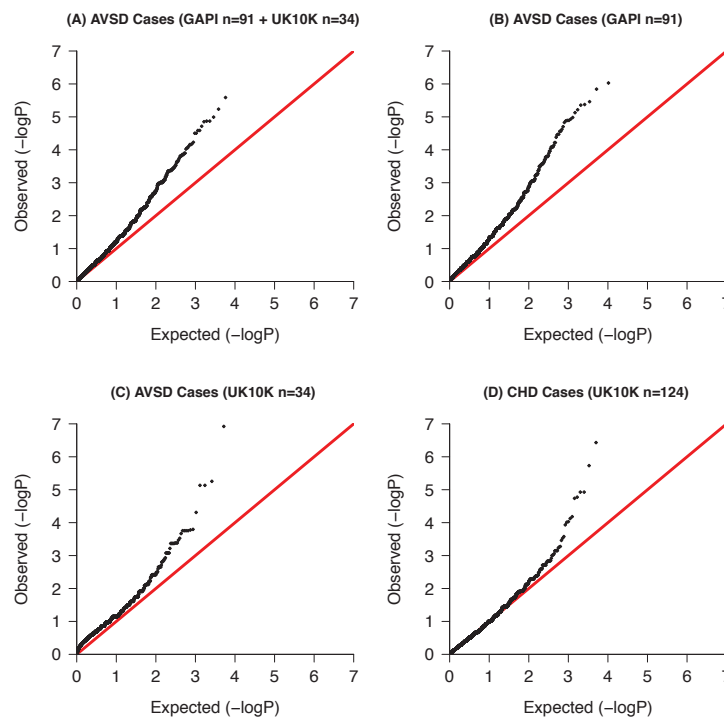 (A) AVSD Cases (GAPI n=91 + UK10K n=34)
7
6
5
4
3
2
1
0
Observed (−logP)
0 1 2 3 4 5 6 7
Expected (−logP)
(B) AVSD Cases (GAPI n=91)
7
6
5
4
3
2
1
0
Observed (−logP)
0 1 2 3 4 5 6 7
Expected (−logP)
(C) AVSD Cases (UK10K n=34)
7
6
5
4
3
2
1
0
Observed (−logP)
0 1 2 3 4 5 6 7
Expected (−logP)
(D) CHD Cases (UK10K n=124)
7
6
5
4
3
2
1
0
Observed (−logP)
0 1 2 3 4 5 6 7
Expected (−logP)